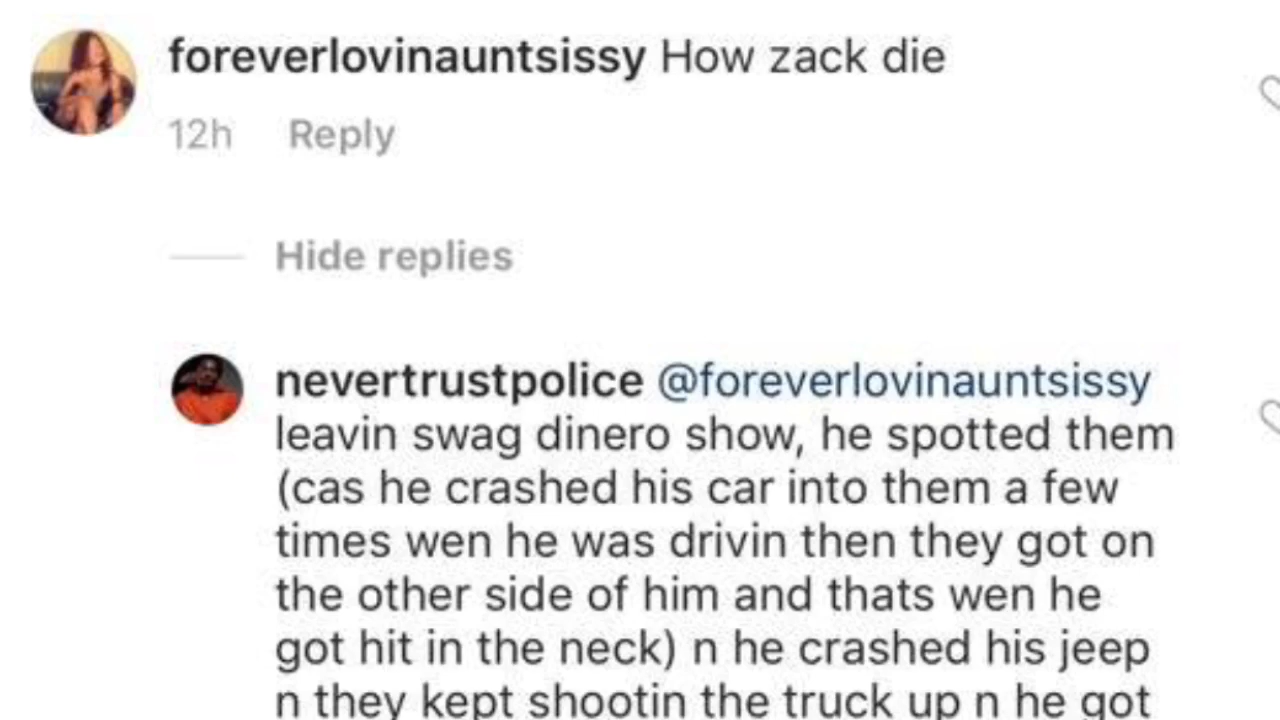 foreverlovinauntsissy How zack die
12h Reply
Hide replies
nevertrustpolice @foreverlovinauntsissy
leavin swag dinero show, he spotted them
(cas he crashed his car into them a few
times wen he was drivin then they got on
the other side of him and thats wen he
got hit in the neck) n he crashed his jeep
n they kept shootin the truck up n he got